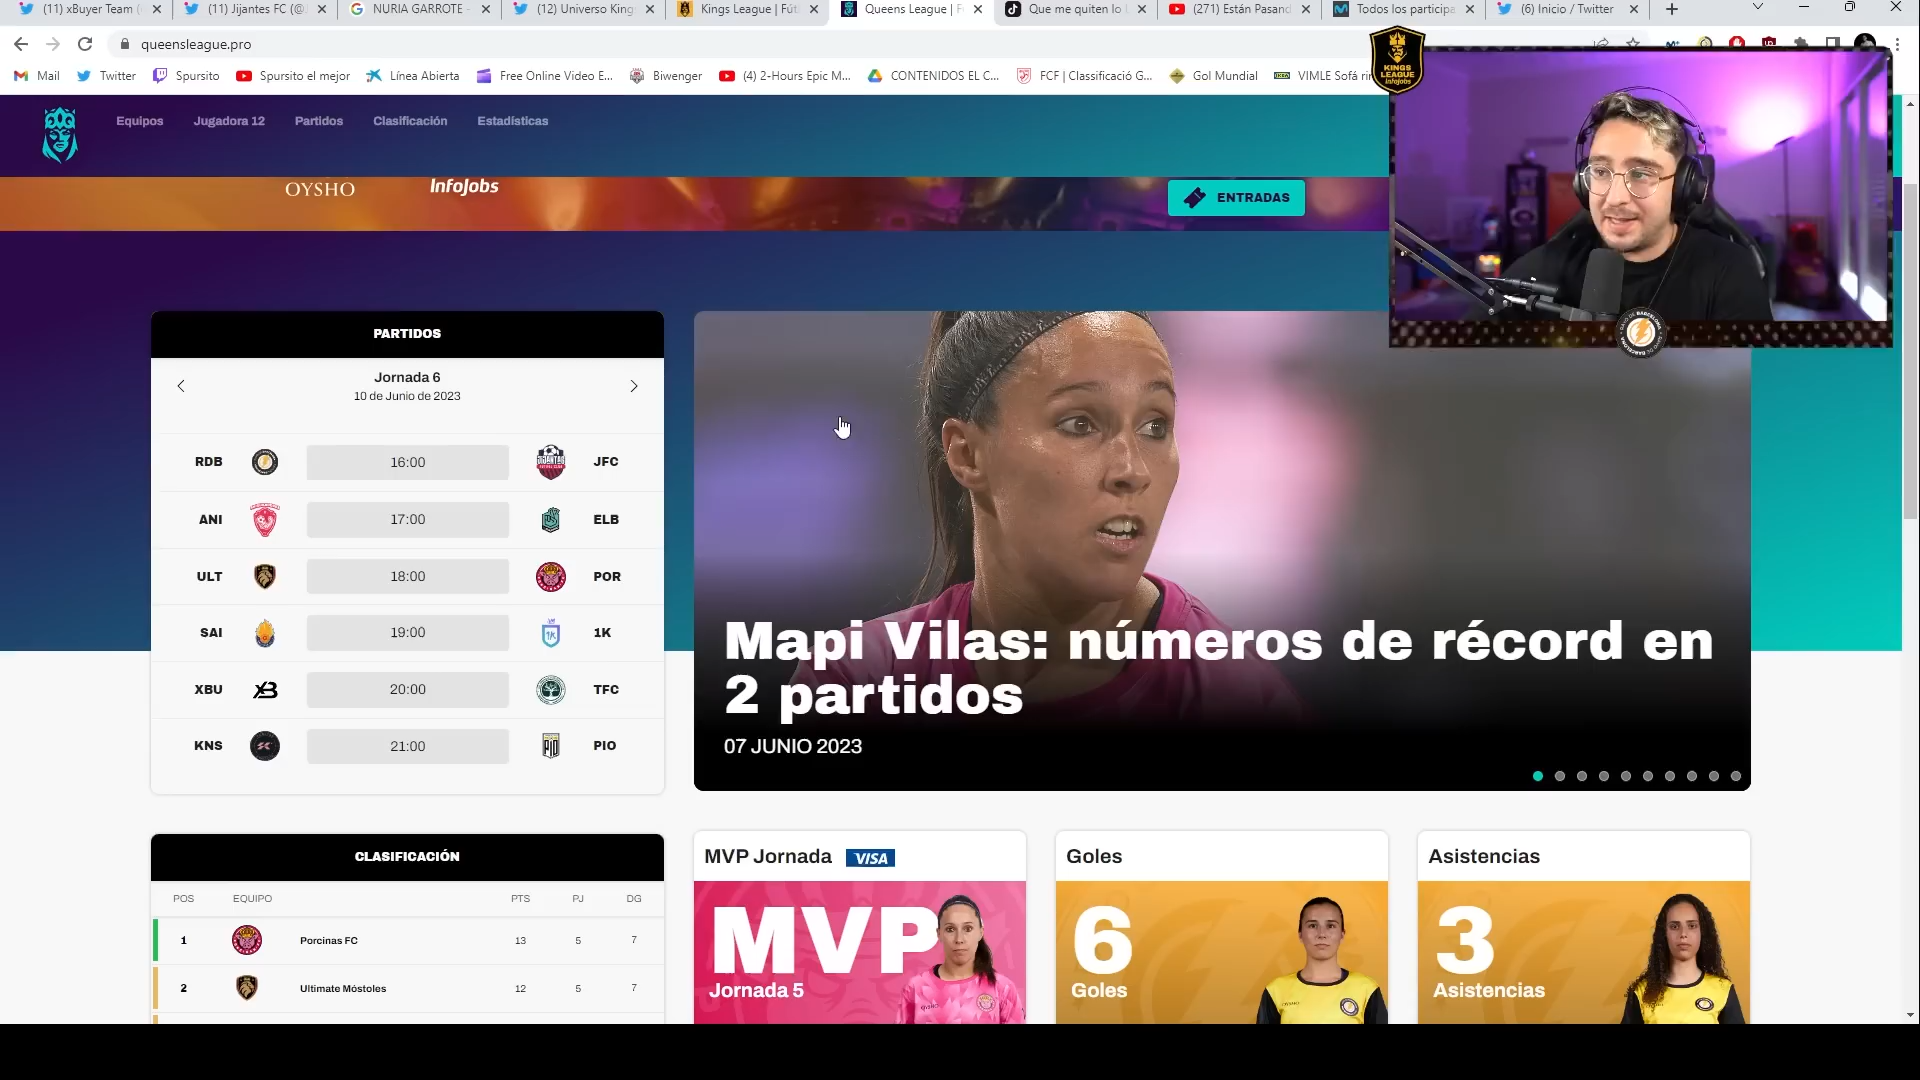 (11) xBuyer Team (
(11) Jijantes FC (@
NURIA GARROTE -
(12) Universo King
Kings League | Fút
Queens League | F
Que me quiten lo
(271) Están Pasand
Todos los participa
(6) Inicio / Twitter
queensleague.pro
Mail
Twitter
Spursito
Spursito el mejor
Línea Abierta
Free Online Video E...
Biwenger
(4) 2-Hours Epic M...
CONTENIDOS EL C...
FCF | Classificació G...
Gol Mundial
VIMLE Sofá rin
KINGS
LEAGUE
InfoJobs
Equipos
Jugadora 12
Partidos
Clasificación
Estadísticas
OYSHO
InfoJobs
ENTRADAS
PARTIDOS
Jornada 6
10 de Junio de 2023
RDB 16:00 JFC
ANI 17:00 ELB
ULT 18:00 POR
SAI 19:00 1K
XBU 20:00 TFC
KNS 21:00 PIO
Mapi Vilas: números de récord en
2 partidos
07 JUNIO 2023
CLASIFICACIÓN
POS EQUIPO PTS PJ DG
1 Porcinas FC 13 5 7
2 Ultimate Móstoles 12 5 7
MVP Jornada VISA
MVP
Jornada 5
Goles
6
Goles
Asistencias
3
Asistencias